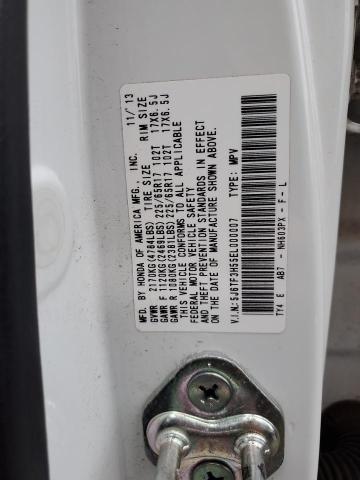 MFD. BY HONDA OF AMERICA MFG., INC. 11/'13
TIRE SIZE RIM SIZE
GVWR 2170KG(4784LBS)
GAWR F 1120KG(2469LBS) 225/65R17 102T 17X6.5J
GAWR R 1080KG(2381LBS) 225/65R17 102T 17X6.5J
THIS VEHICLE CONFORMS TO ALL APPLICABLE
FEDERAL MOTOR VEHICLE SAFETY, BUMPER, AND
THEFT PREVENTION STANDARDS IN EFFECT
ON THE DATE OF MANUFACTURE SHOWN ABOVE.
V.I.N.:5J6TF3H55EL000007 TYPE: MPV
TY4 E AB7 - NH603PX - F - L